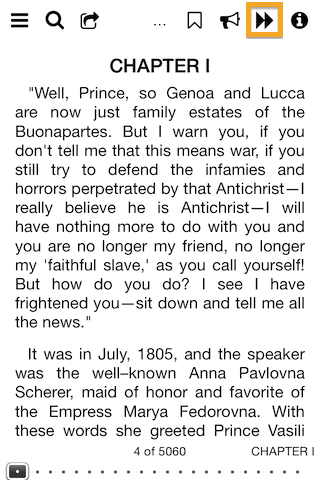 ...
CHAPTER I
"Well, Prince, so Genoa and Lucca
are now just family estates of the
Buonapartes. But I warn you, if you
don't tell me that this means war, if you
still try to defend the infamies and
horrors perpetrated by that Antichrist—I
really believe he is Antichrist—I will
have nothing more to do with you and
you are no longer my friend, no longer
my 'faithful slave,' as you call yourself!
But how do you do? I see I have
frightened you—sit down and tell me all
the news."
It was in July, 1805, and the speaker
was the well–known Anna Pavlovna
Scherer, maid of honor and favorite of
the Empress Marya Fedorovna. With
these words she greeted Prince Vasili
4 of 5060 CHAPTER I